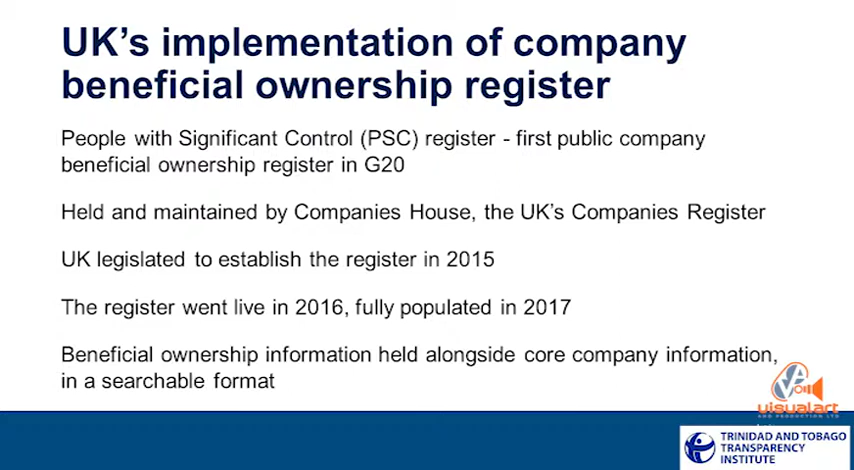 UK's implementation of company
beneficial ownership register
People with Significant Control (PSC) register - first public company
beneficial ownership register in G20
Held and maintained by Companies House, the UK's Companies Register
UK legislated to establish the register in 2015
The register went live in 2016, fully populated in 2017
Beneficial ownership information held alongside core company information,
in a searchable format
visualart
AND PRODUCTION LTD
TRINIDAD AND TOBAGO
TRANSPARENCY
INSTITUTE